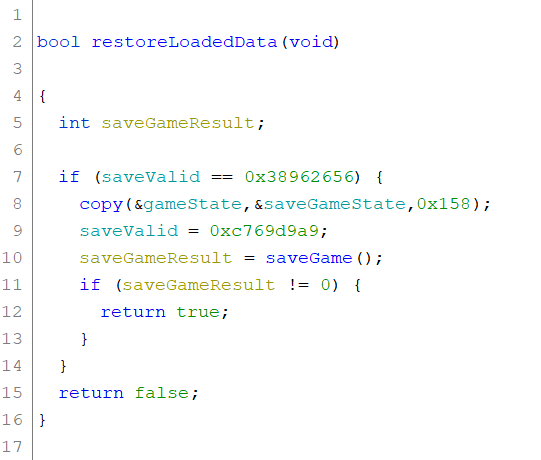 1
2 bool restoreLoadedData(void)
3
4 {
5   int saveGameResult;
6
7   if (saveValid == 0x38962656) {
8     copy(&gameState,&saveGameState,0x158);
9     saveValid = 0xc769d9a9;
10     saveGameResult = saveGame();
11     if (saveGameResult != 0) {
12       return true;
13     }
14   }
15   return false;
16 }
17